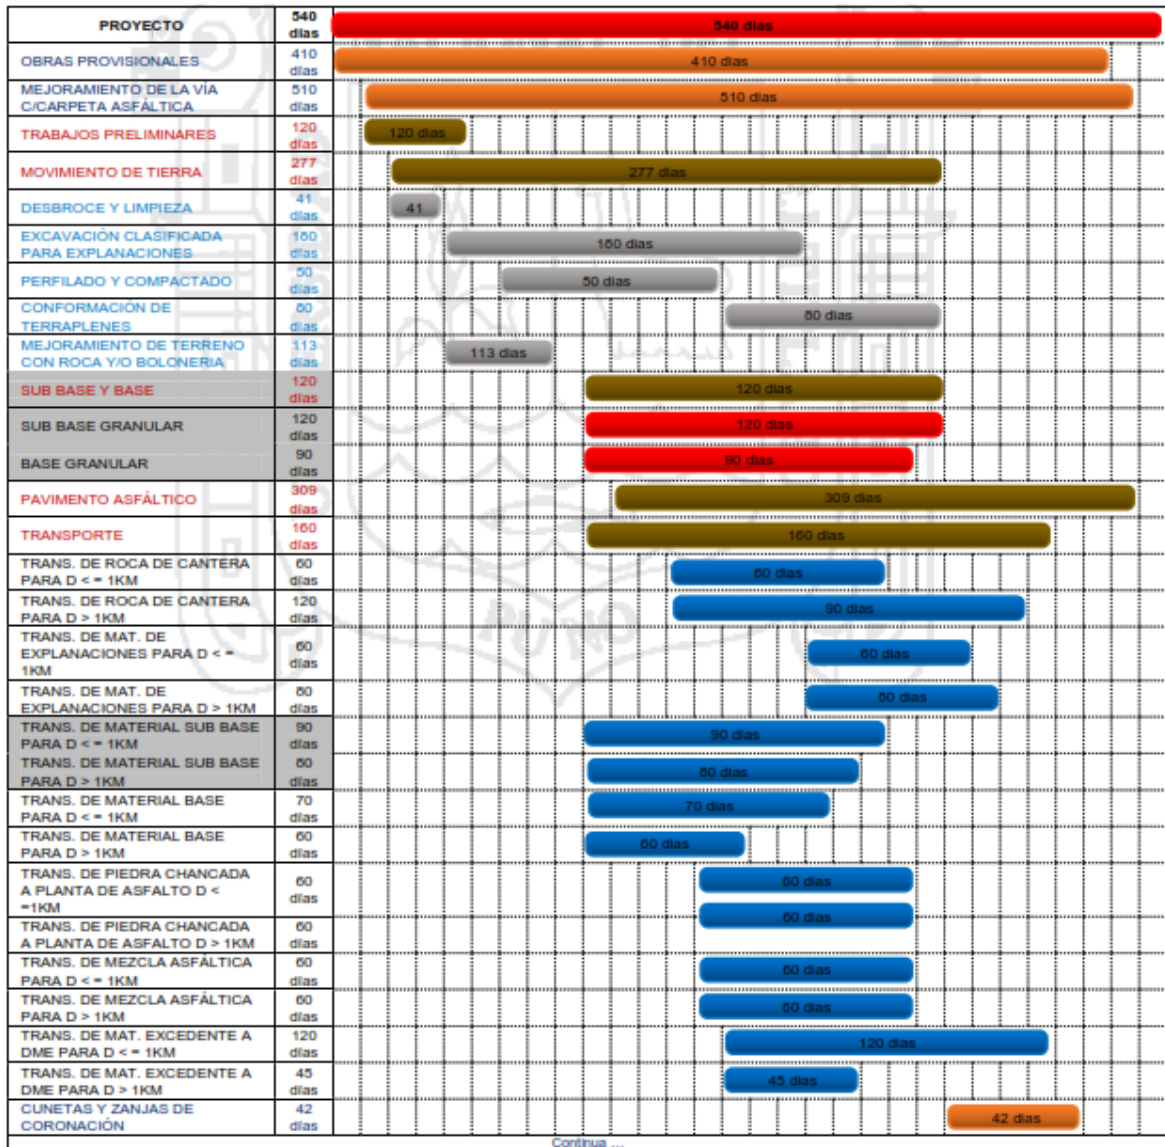 PROYECTO
540
días
540 días
OBRAS PROVISIONALES
410
días
410 días
MEJORAMIENTO DE LA VÍA
C/CARPETA ASFÁLTICA
510
días
510 días
TRABAJOS PRELIMINARES
120
días
120 días
MOVIMIENTO DE TIERRA
277
días
277 días
DESBROCE Y LIMPIEZA
41
días
41
EXCAVACIÓN CLASIFICADA
PARA EXPLANACIONES
días
días
PERFILADO Y COMPACTADO
50
días
50 días
CONFORMACIÓN DE
TERRAPLENES
80
días
80 días
MEJORAMIENTO DE TERRENO
CON ROCA Y/O BOLONERIA
113
días
113 días
SUB BASE Y BASE
120
días
120 días
SUB BASE GRANULAR
120
días
120 días
BASE GRANULAR
90
días
90 días
PAVIMENTO ASFÁLTICO
309
días
309 días
TRANSPORTE
160
días
160 días
TRANS. DE ROCA DE CANTERA
PARA D < = 1KM
60
días
60 días
TRANS. DE ROCA DE CANTERA
PARA D > 1KM
120
días
90 días
TRANS. DE MAT. DE
EXPLANACIONES PARA D < =
1KM
60
días
60 días
TRANS. DE MAT. DE
EXPLANACIONES PARA D > 1KM
80
días
80 días
TRANS. DE MATERIAL SUB BASE
PARA D < = 1KM
90
días
90 días
TRANS. DE MATERIAL SUB BASE
PARA D > 1KM
80
días
80 días
TRANS. DE MATERIAL BASE
PARA D < = 1KM
70
días
70 días
TRANS. DE MATERIAL BASE
PARA D > 1KM
60
días
60 días
TRANS. DE PIEDRA CHANCADA
A PLANTA DE ASFALTO D <
=1KM
60
días
60 días
TRANS. DE PIEDRA CHANCADA
A PLANTA DE ASFALTO D > 1KM
60
días
60 días
TRANS. DE MEZCLA ASFÁLTICA
PARA D < = 1KM
60
días
60 días
TRANS. DE MEZCLA ASFÁLTICA
PARA D > 1KM
60
días
60 días
TRANS. DE MAT. EXCEDENTE A
DME PARA D < = 1KM
120
días
120 días
TRANS. DE MAT. EXCEDENTE A
DME PARA D > 1KM
45
días
45 días
CUNETAS Y ZANJAS DE
CORONACIÓN
42
días
42 días
Continua ...
PUNO